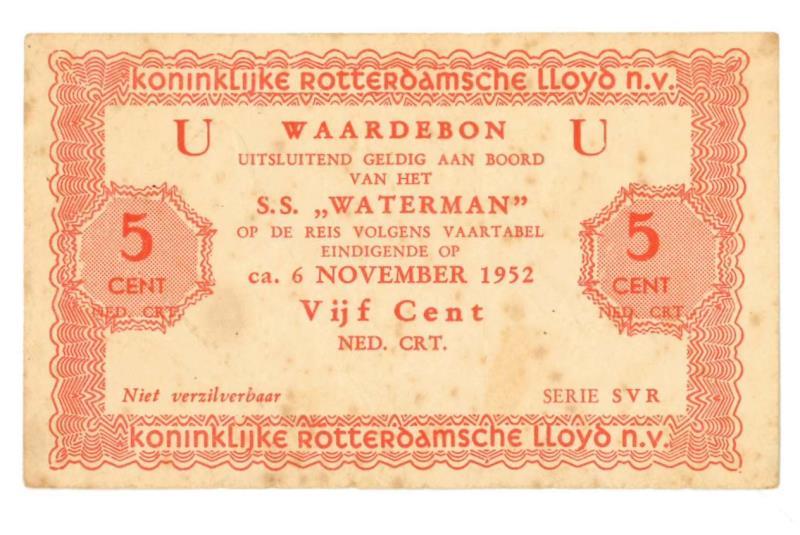 koninklijke Rotterdamsche Lloyd n.v.
U WAARDEBON U
UITSLUITEND GELDIG AAN BOORD
VAN HET
S.S. „WATERMAN”
OP DE REIS VOLGENS VAARTABEL
EINDIGENDE OP
ca. 6 NOVEMBER 1952
Vijf Cent
NED. CRT.
5
CENT
NED. CRT.
5
CENT
NED. CRT.
Niet verzilverbaar
SERIE SVR
koninklijke Rotterdamsche Lloyd n.v.